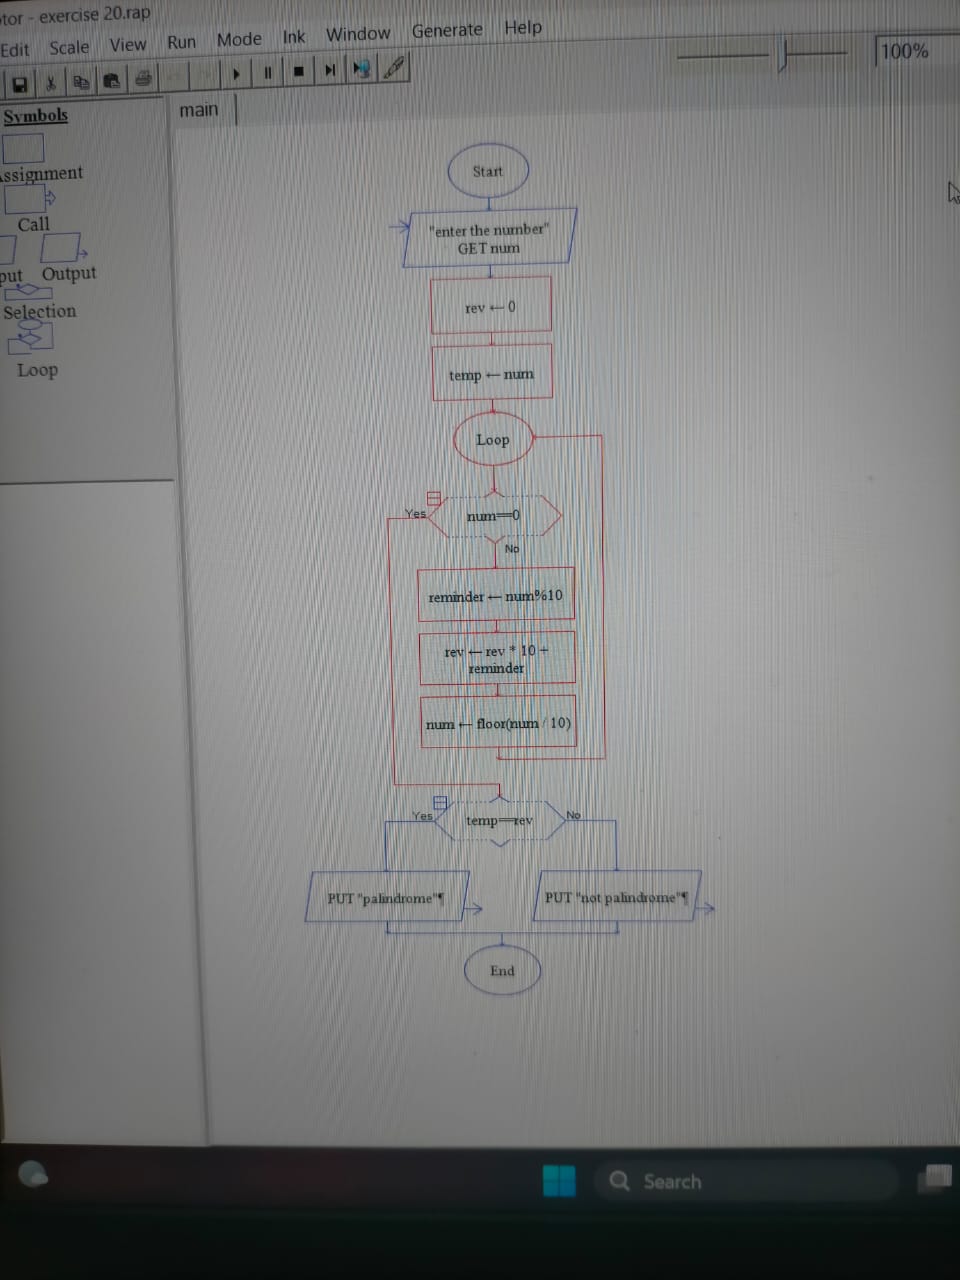 tor - exercise 20.rap
Edit Scale View Run Mode Ink Window Generate Help
100%
Symbols
main
Assignment
Call
put Output
Selection
Loop
Start
"enter the number"
GET num
rev ← 0
temp ← num
Loop
Yes
num==0
No
reminder ← num%10
rev ← rev * 10 +
reminder
num ← floor(num / 10)
Yes
temp==rev
No
PUT "palindrome"¶
PUT "not palindrome"¶
End
Search